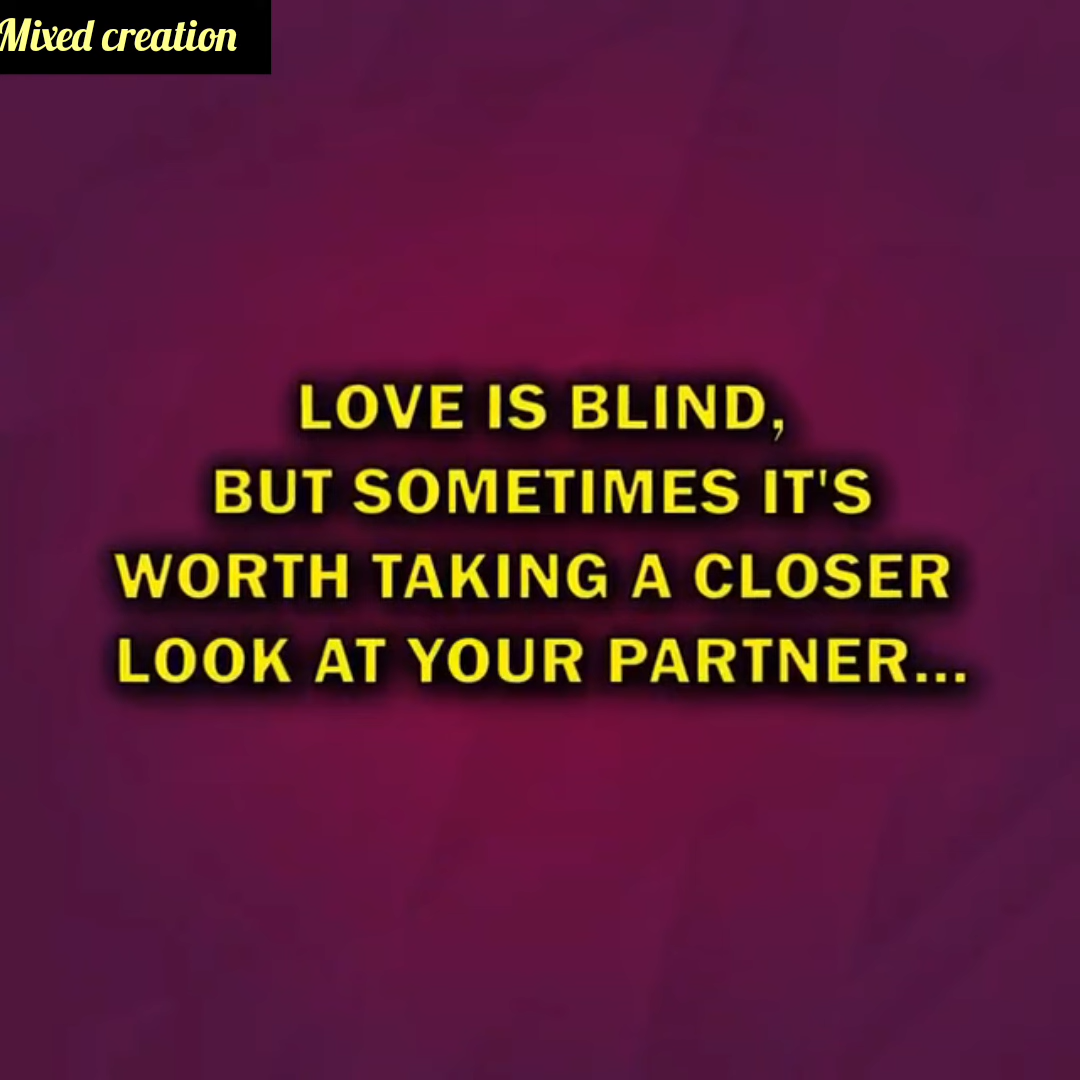 Mixed creation
LOVE IS BLIND,
BUT SOMETIMES IT'S
WORTH TAKING A CLOSER
LOOK AT YOUR PARTNER...